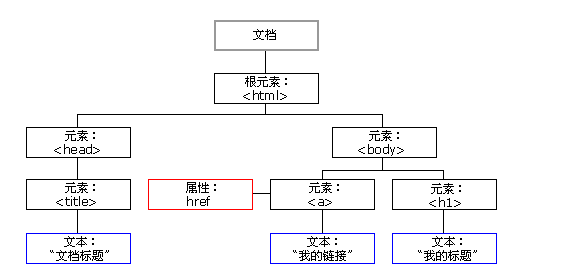 文档
根元素：
<html>
元素：
<head>
元素：
<body>
元素：
<title>
属性：
href
元素：
<a>
元素：
<h1>
文本：
“文档标题”
文本：
“我的链接”
文本：
“我的标题”